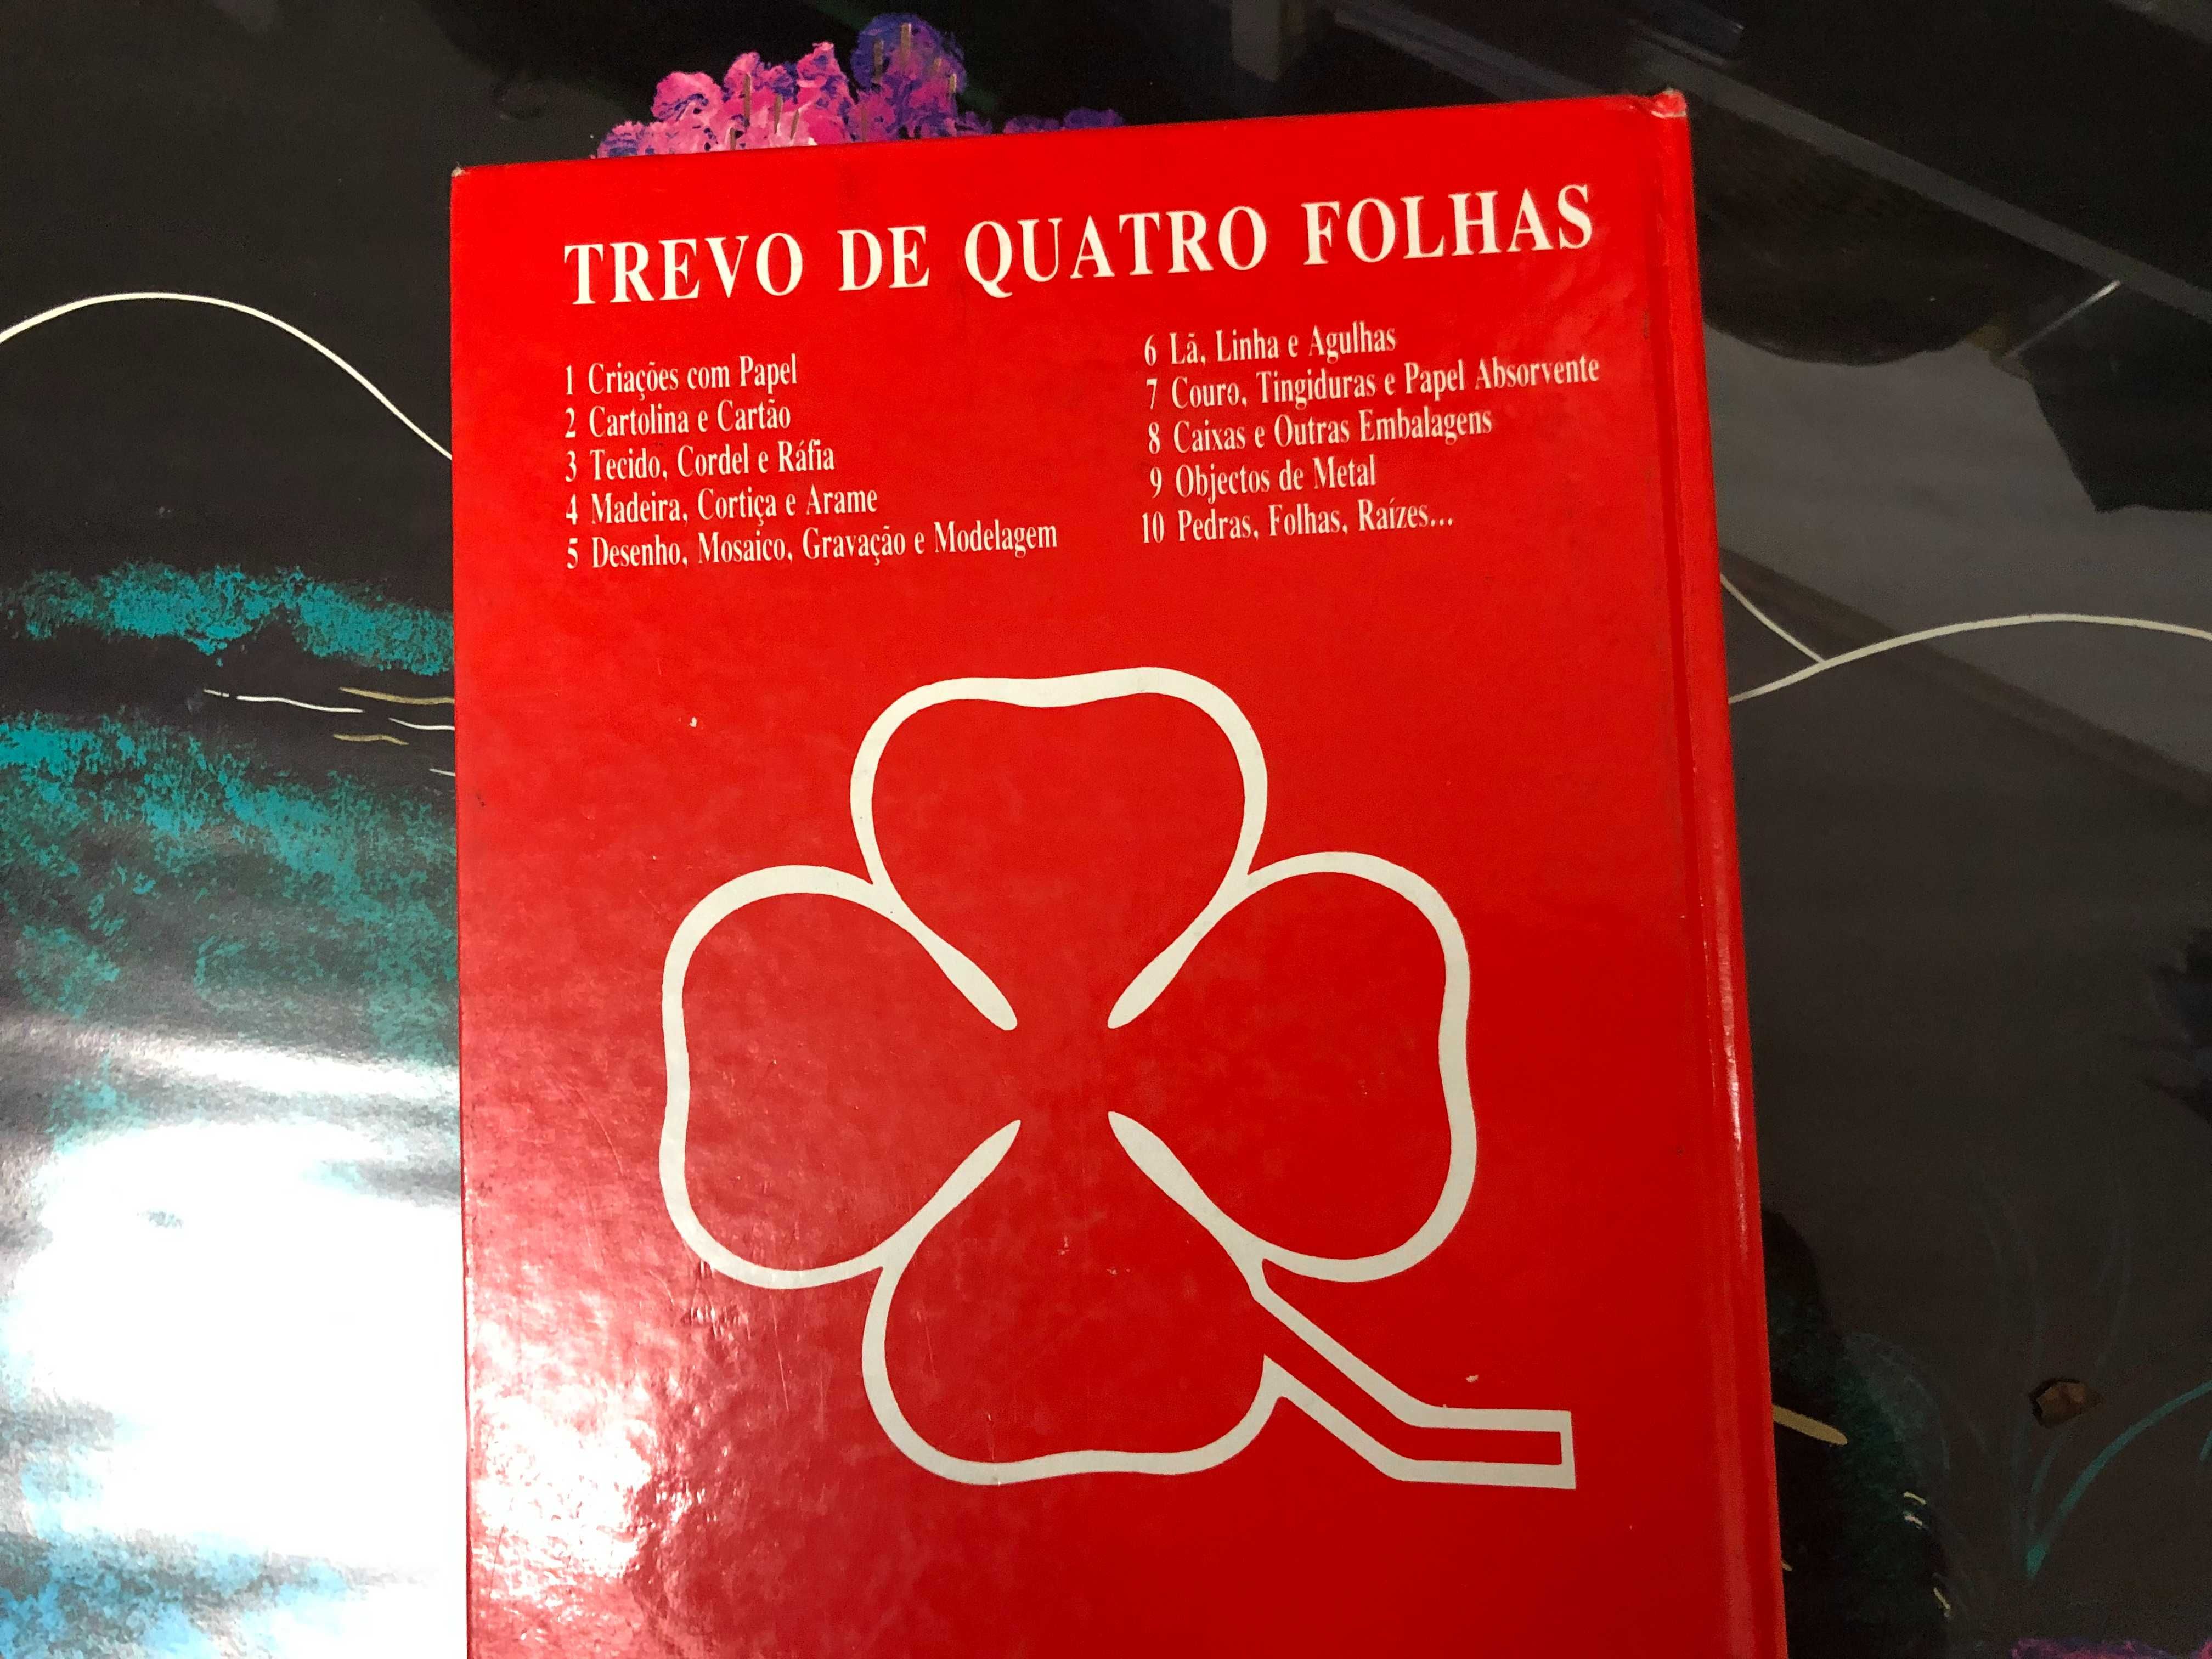 TREVO DE QUATRO FOLHAS
1 Criações com Papel
2 Cartolina e Cartão
3 Tecido, Cordel e Ráfia
4 Madeira, Cortiça e Arame
5 Desenho, Mosaico, Gravação e Modelagem
6 Lã, Linha e Agulhas
7 Couro, Tingiduras e Papel Absorvente
8 Caixas e Outras Embalagens
9 Objectos de Metal
10 Pedras, Folhas, Raízes...